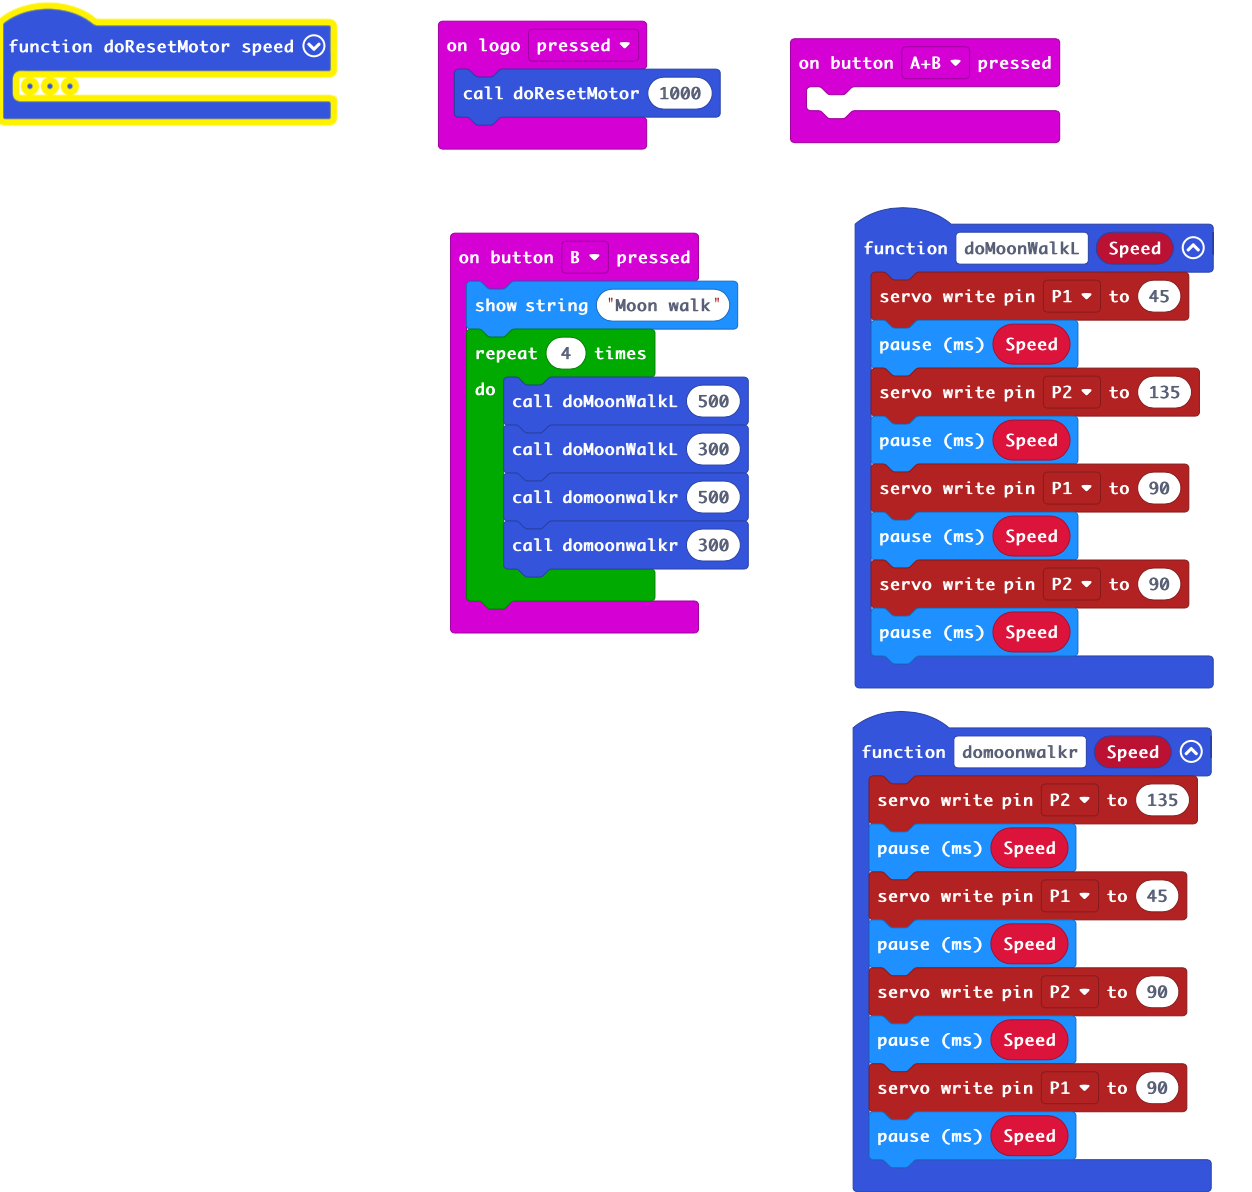 function doResetMotor speed
on logo pressed
call doResetMotor 1000
on button A+B pressed
on button B pressed
show string "Moon walk"
repeat 4 times
do
call doMoonWalkL 500
call doMoonWalkL 300
call domoonwalkr 500
call domoonwalkr 300
function doMoonWalkL Speed
servo write pin P1 to 45
pause (ms) Speed
servo write pin P2 to 135
pause (ms) Speed
servo write pin P1 to 90
pause (ms) Speed
servo write pin P2 to 90
pause (ms) Speed
function domoonwalkr Speed
servo write pin P2 to 135
pause (ms) Speed
servo write pin P1 to 45
pause (ms) Speed
servo write pin P2 to 90
pause (ms) Speed
servo write pin P1 to 90
pause (ms) Speed